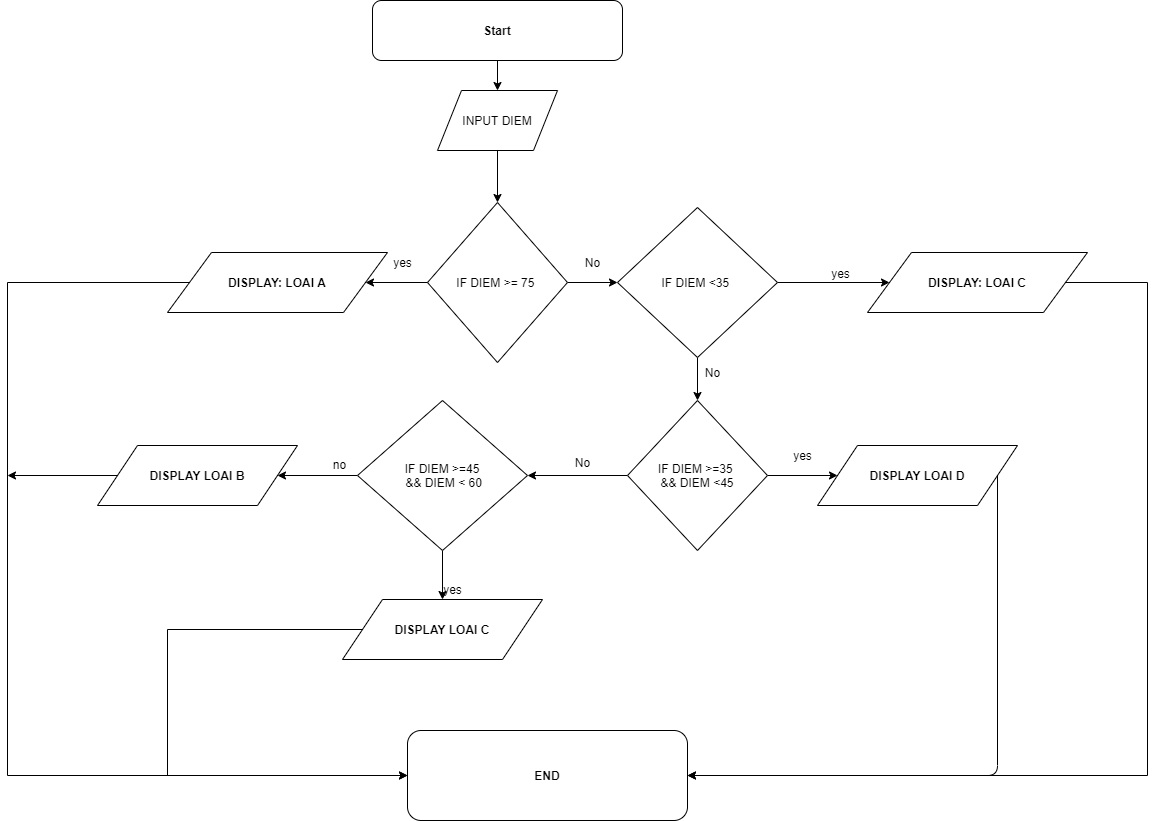 Start
INPUT DIEM
yes
No
yes
DISPLAY: LOAI A
IF DIEM >= 75
IF DIEM <35
DISPLAY: LOAI C
No
no
No
yes
DISPLAY LOAI B
IF DIEM >=45
&& DIEM < 60
IF DIEM >=35
&& DIEM <45
DISPLAY LOAI D
yes
DISPLAY LOAI C
END